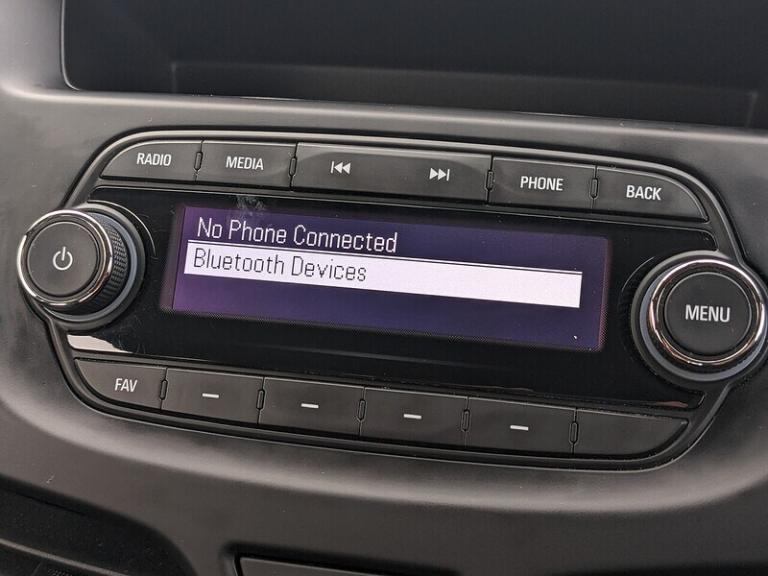 RADIO MEDIA PHONE BACK
No Phone Connected
Bluetooth Devices
MENU
FAV